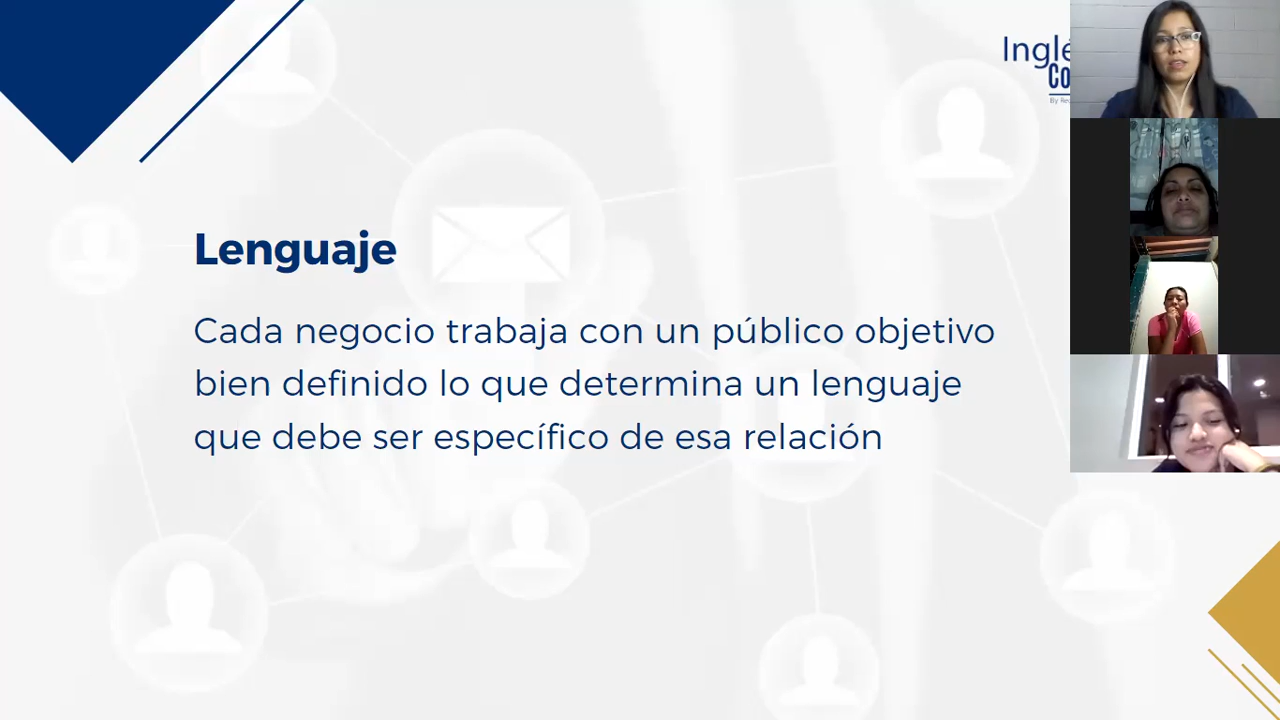 Lenguaje
Cada negocio trabaja con un público objetivo
bien definido lo que determina un lenguaje
que debe ser específico de esa relación